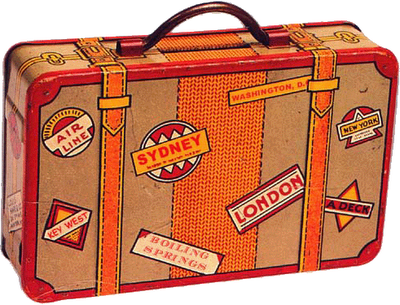 WASHINGTON, D.
AIR
LINE
SYDNEY
NEW YORK
LONDON
KEY WEST
A DECK
BOILING
SPRINGS